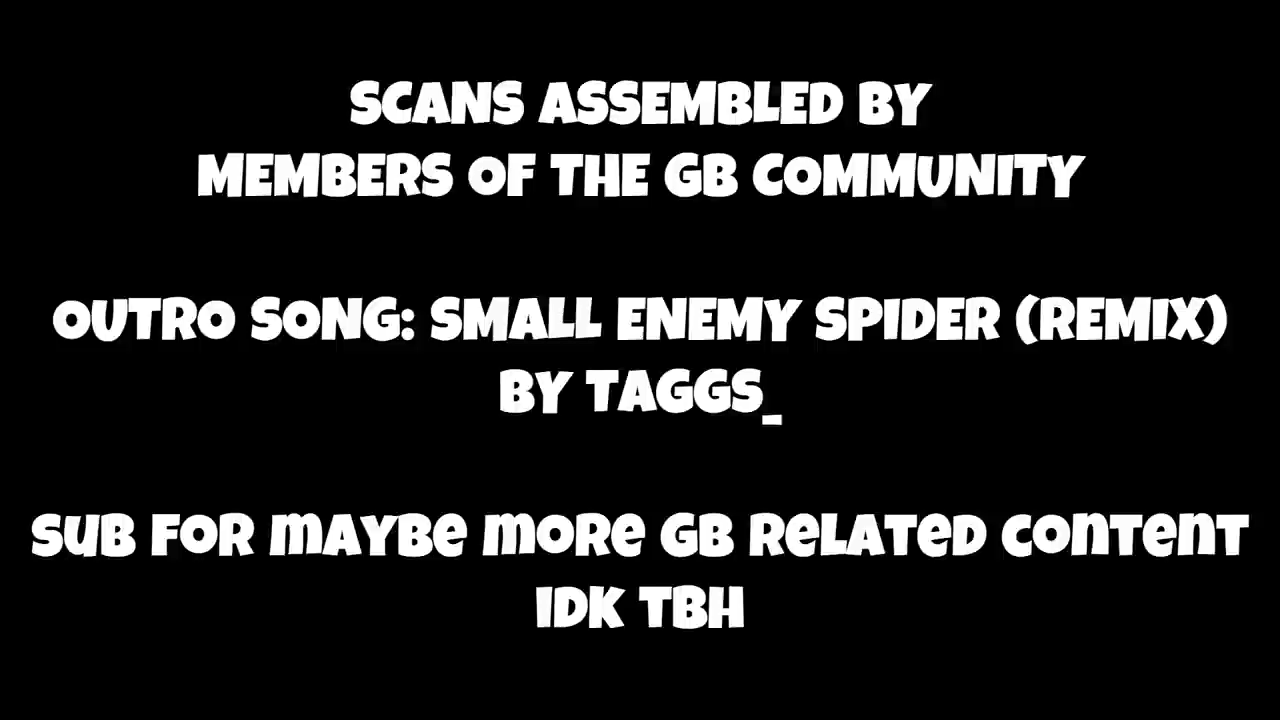 SCANS ASSEMBLED BY
MEMBERS OF THE GB COMMUNITY
OUTRO SONG: SMALL ENEMY SPIDER (REMIX)
BY TAGGS_
SUB FOR maYBe more GB RELATED CONTENT
IDK TBH